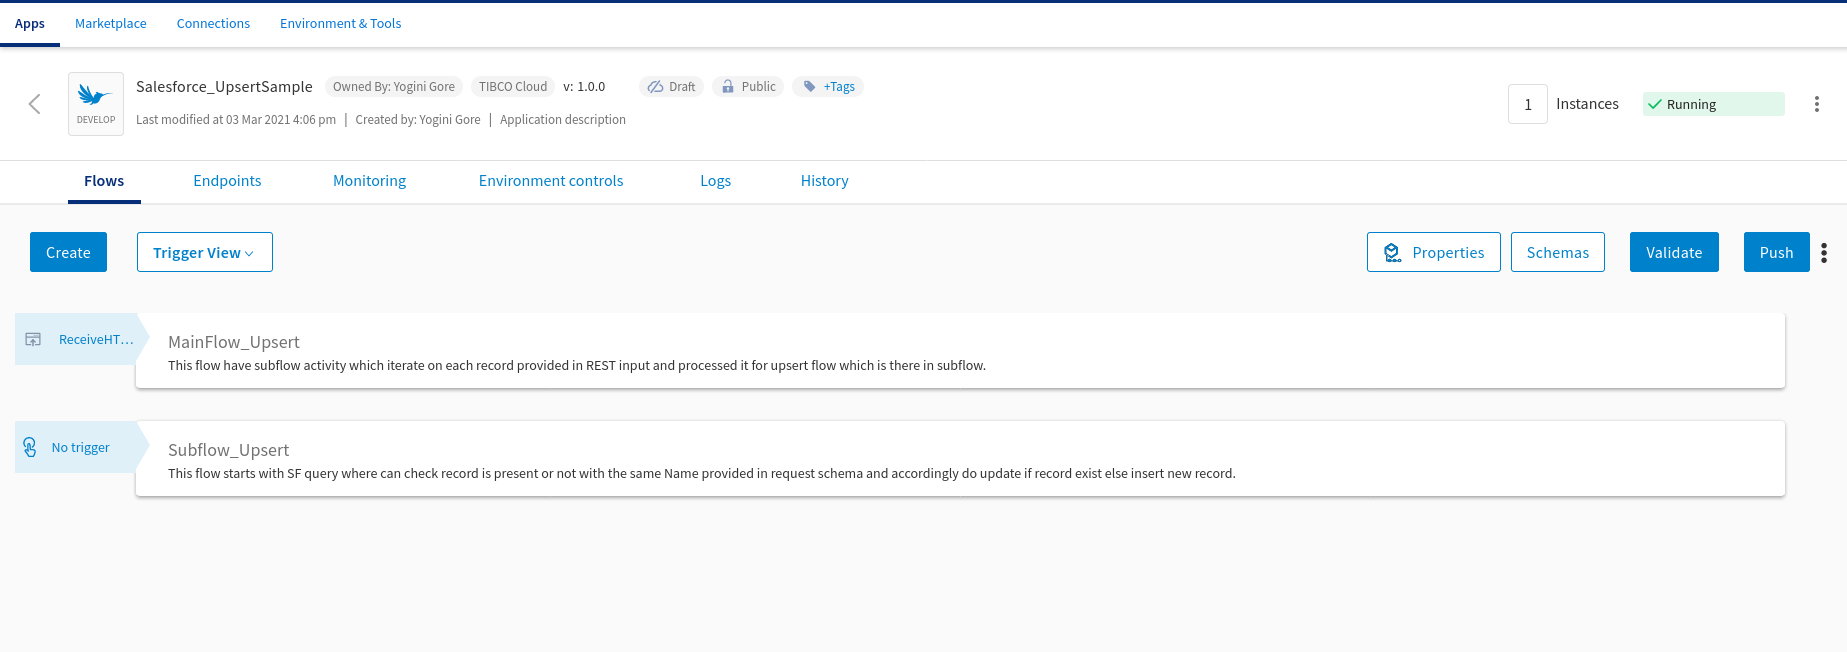 Apps Marketplace Connections Environment & Tools
Salesforce_UpsertSample Owned By: Yogini Gore TIBCO Cloud v: 1.0.0 Draft Public +Tags
DEVELOP
Last modified at 03 Mar 2021 4:06 pm | Created by: Yogini Gore | Application description
1 Instances Running
Flows Endpoints Monitoring Environment controls Logs History
Create Trigger View Properties Schemas Validate Push
ReceiveHT...
MainFlow_Upsert
This flow have subflow activity which iterate on each record provided in REST input and processed it for upsert flow which is there in subflow.
No trigger
Subflow_Upsert
This flow starts with SF query where can check record is present or not with the same Name provided in request schema and accordingly do update if record exist else insert new record.